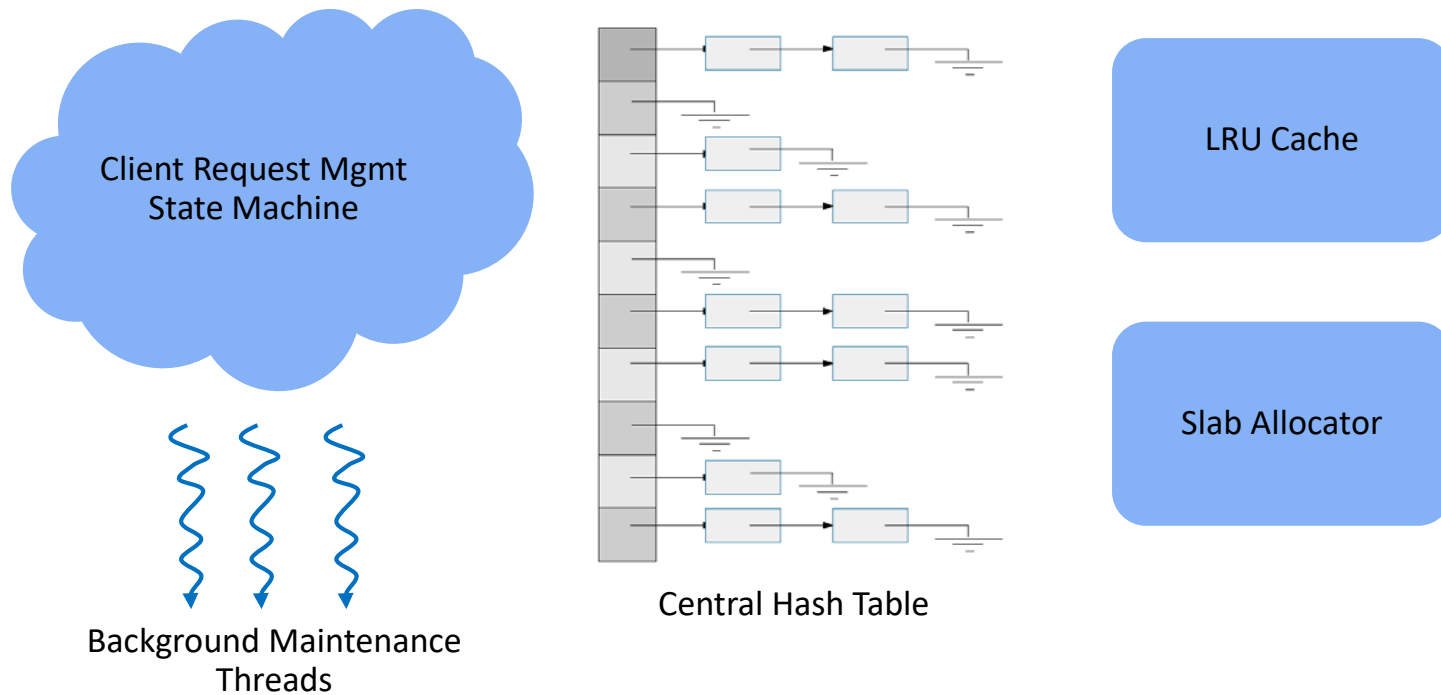 Client Request Mgmt
State Machine
Background Maintenance
Threads
Central Hash Table
LRU Cache
Slab Allocator